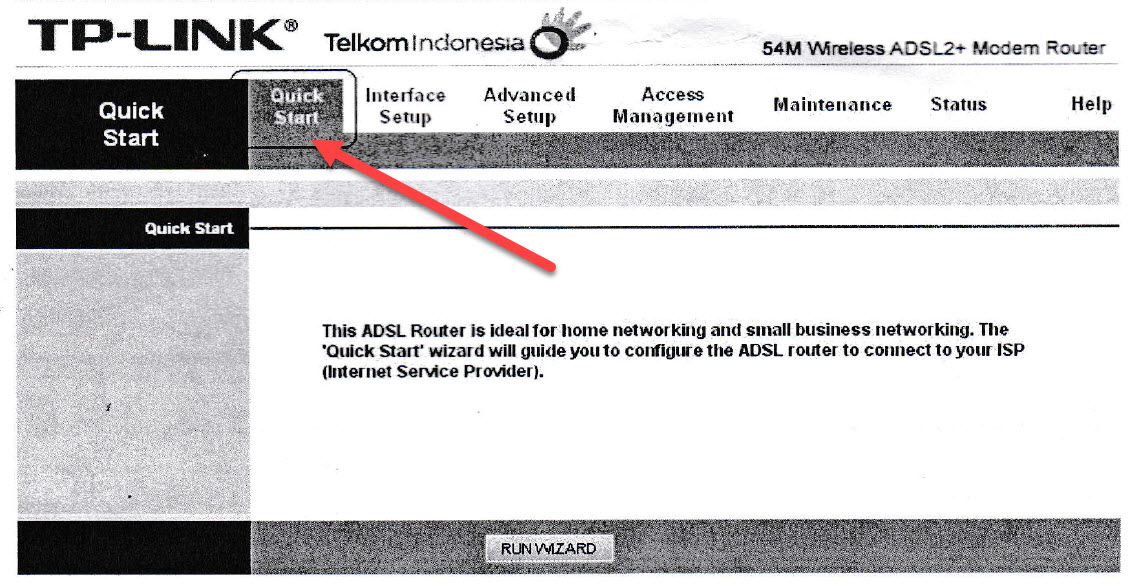 TP-LINK®
Telkom Indonesia
54M Wireless ADSL2+ Modem Router
Quick
Start
Quick
Start
Interface
Setup
Advanced
Setup
Access
Management
Maintenance
Status
Help
Quick Start
This ADSL Router is ideal for home networking and small business networking. The
'Quick Start' wizard will guide you to configure the ADSL router to connect to your ISP
(Internet Service Provider).
RUN WIZARD